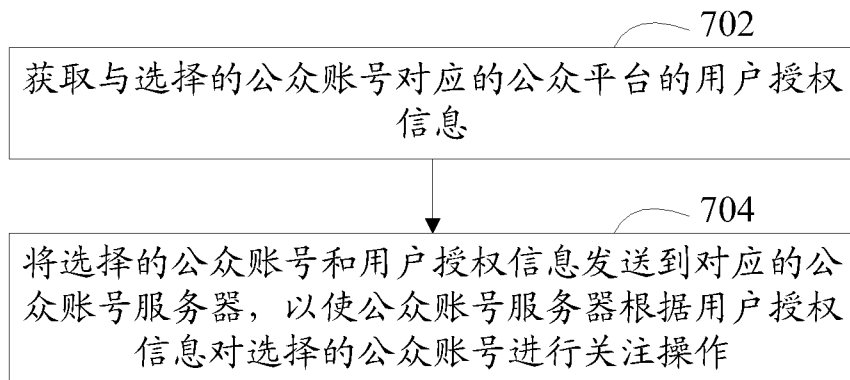 702
获取与选择的公众账号对应的公众平台的用户授权
信息
704
将选择的公众账号和用户授权信息发送到对应的公
众账号服务器，以使公众账号服务器根据用户授权
信息对选择的公众账号进行关注操作